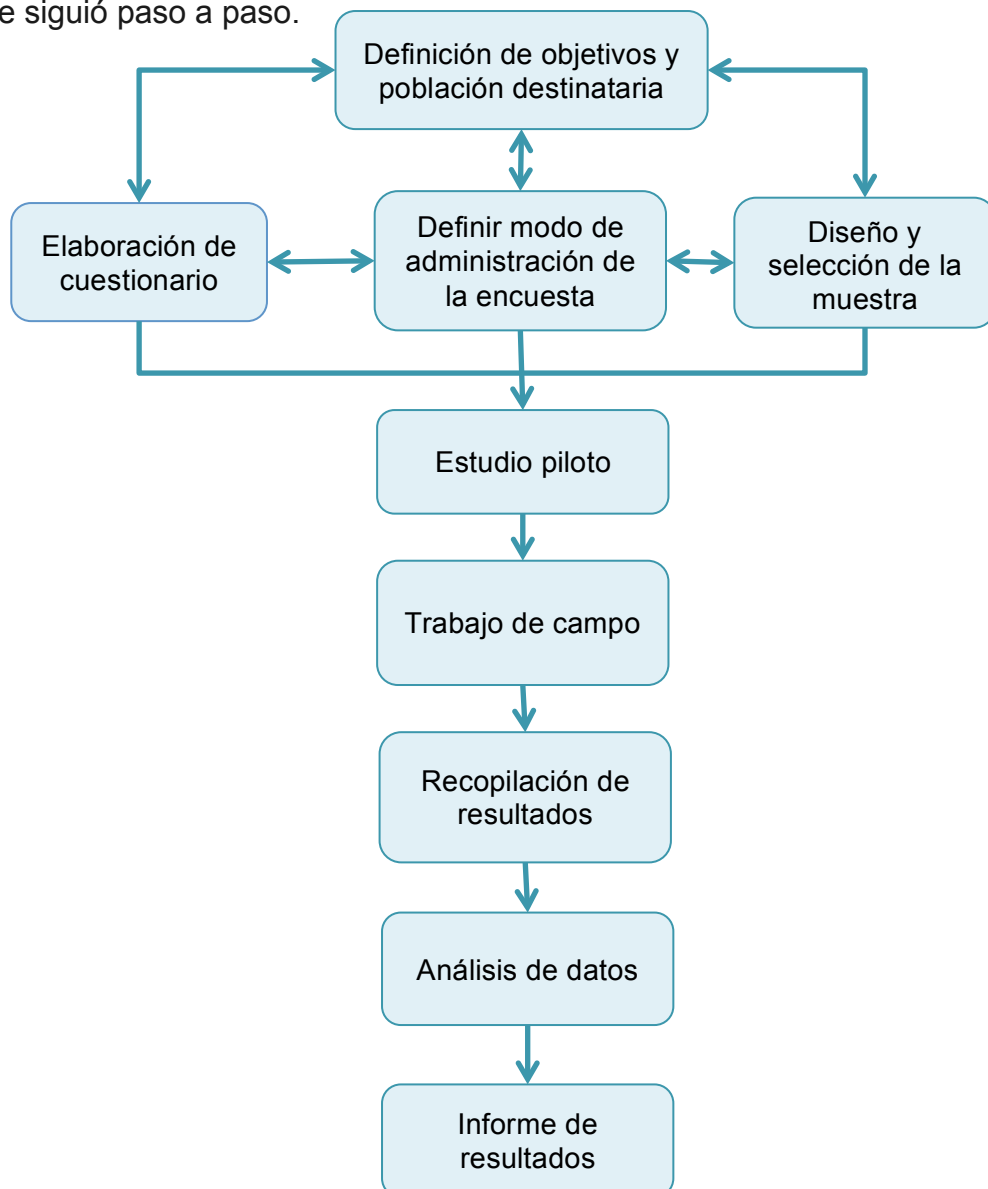 e siguió paso a paso.
Definición de objetivos y
población destinataria
Elaboración de
cuestionario
Definir modo de
administración de
la encuesta
Diseño y
selección de la
muestra
Estudio piloto
Trabajo de campo
Recopilación de
resultados
Análisis de datos
Informe de
resultados